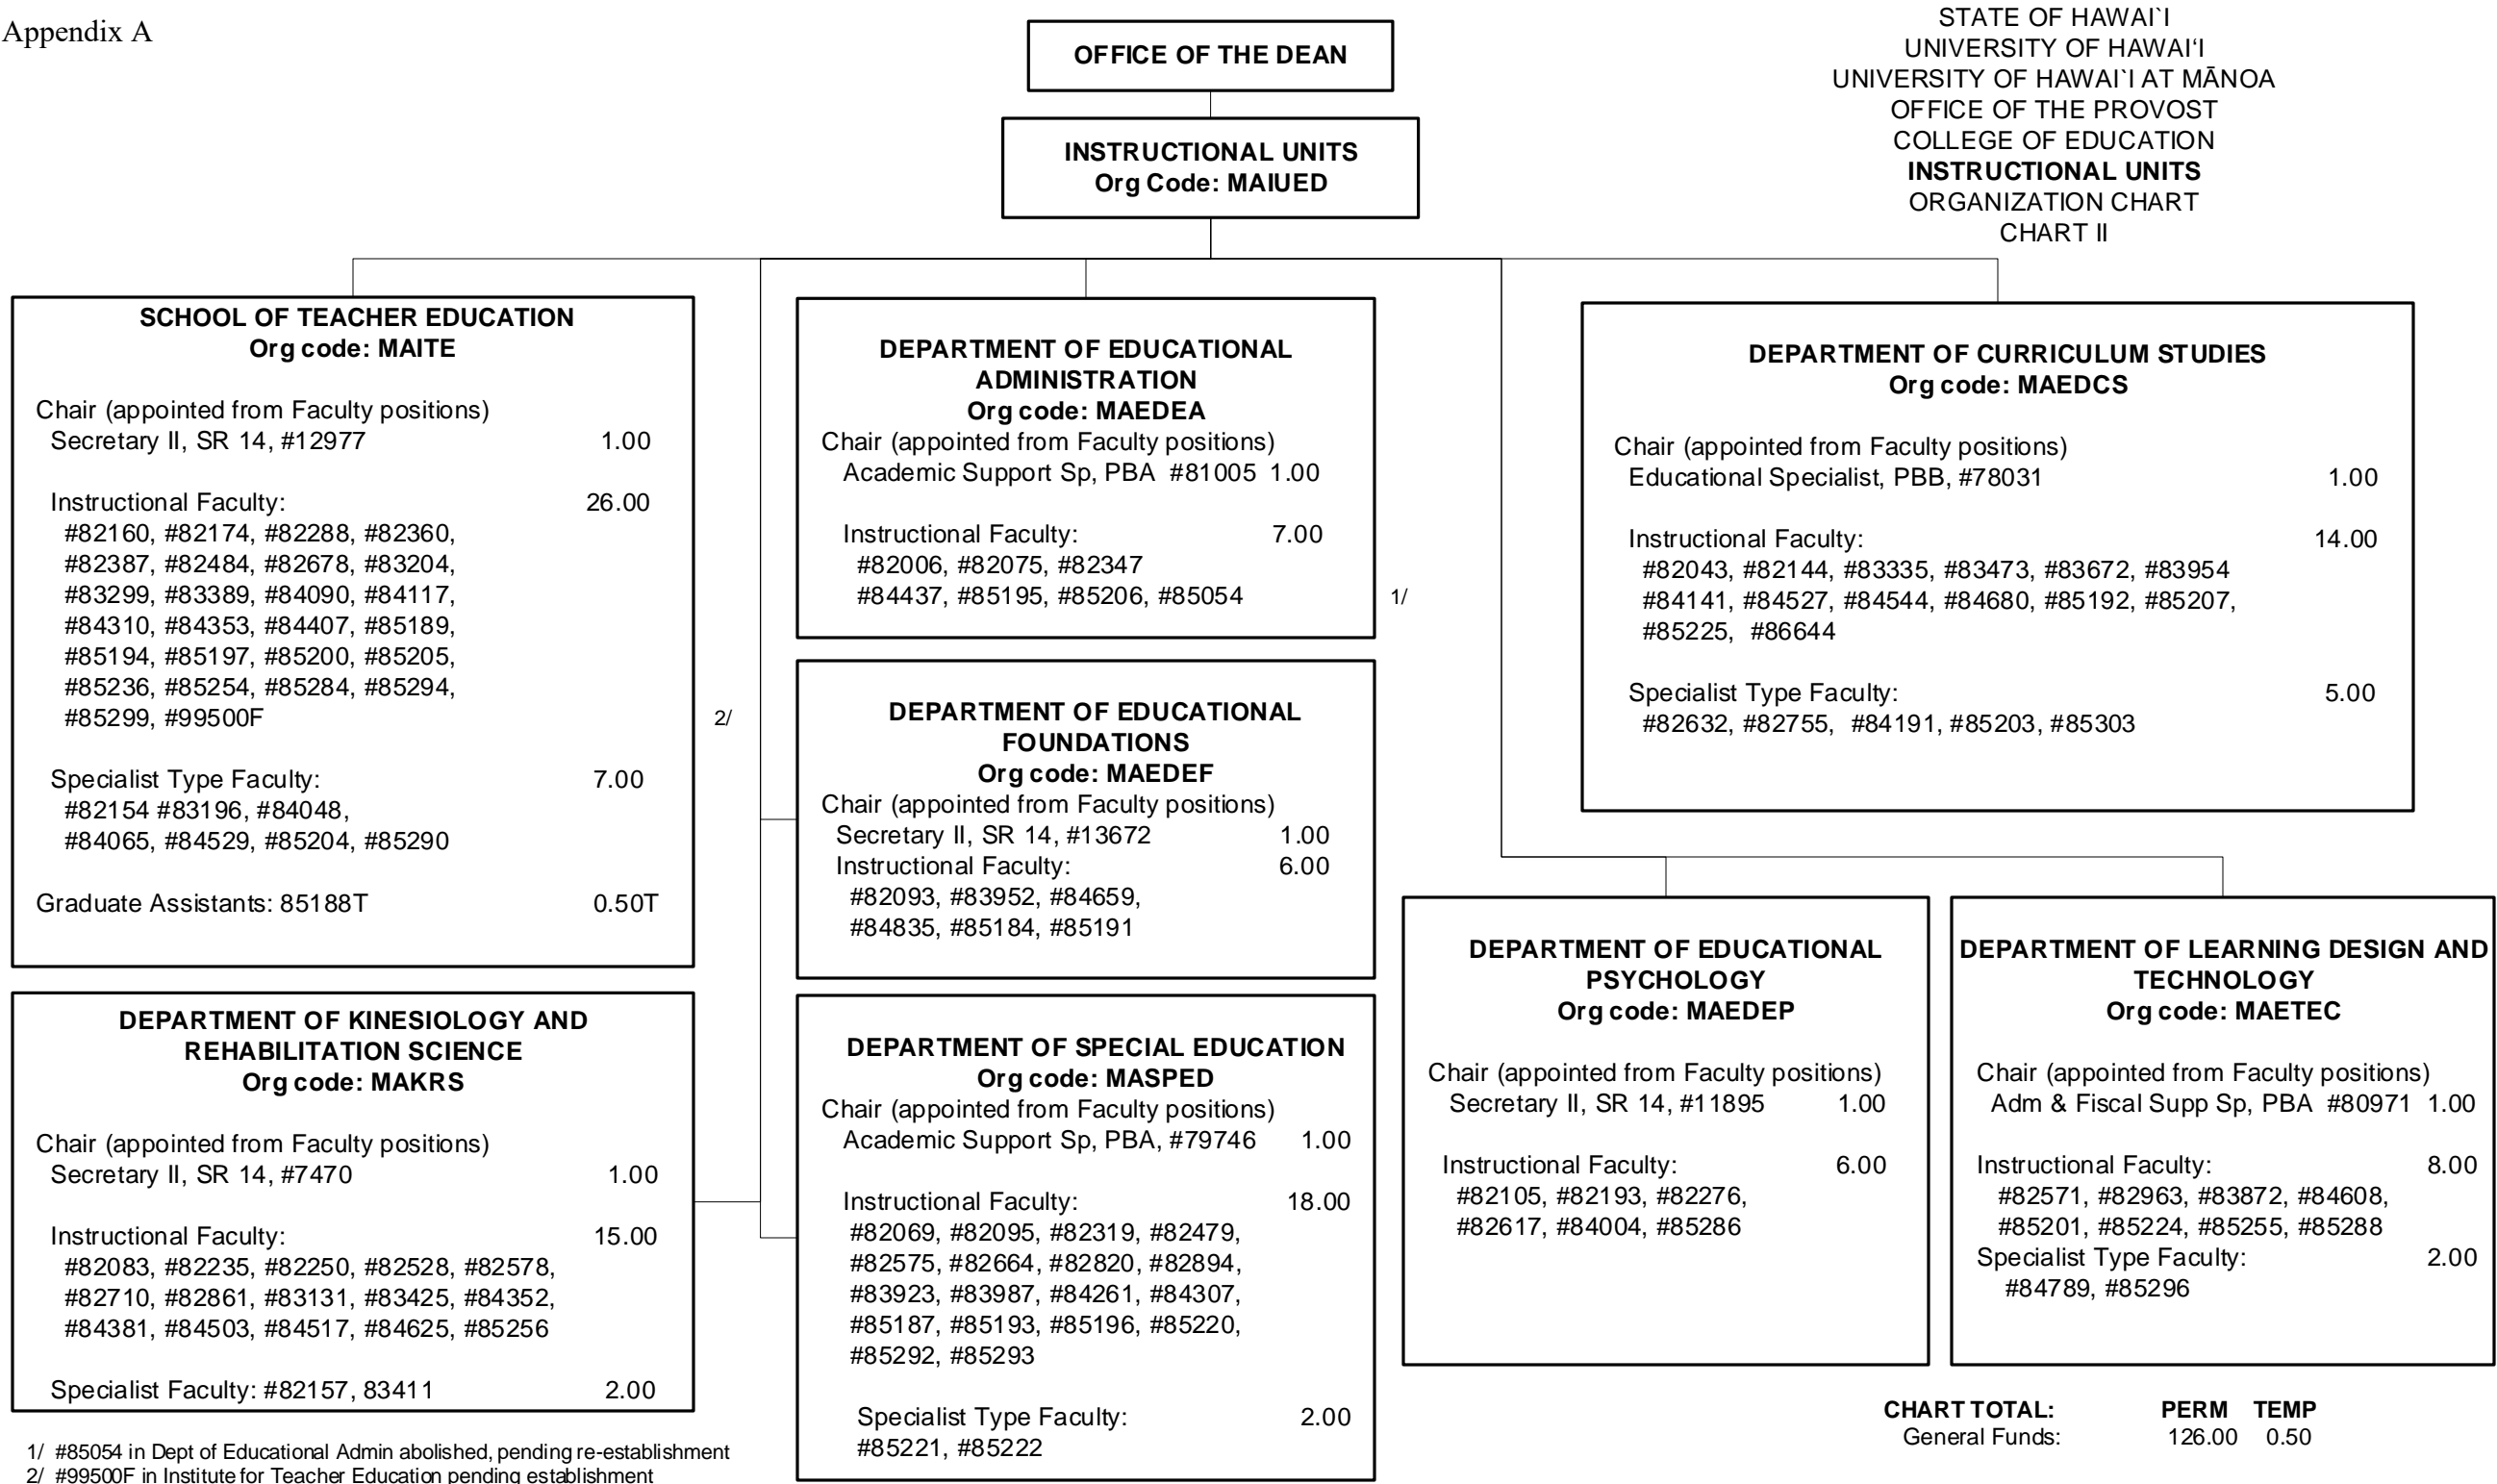 Appendix A
STATE OF HAWAI`I
UNIVERSITY OF HAWAI‘I
UNIVERSITY OF HAWAI`I AT MĀNOA
OFFICE OF THE PROVOST
COLLEGE OF EDUCATION
INSTRUCTIONAL UNITS
ORGANIZATION CHART
CHART II
OFFICE OF THE DEAN
INSTRUCTIONAL UNITS
Org Code: MAIUED
SCHOOL OF TEACHER EDUCATION
Org code: MAITE
Chair (appointed from Faculty positions)
Secretary II, SR 14, #12977 1.00
Instructional Faculty: 26.00
#82160, #82174, #82288, #82360,
#82387, #82484, #82678, #83204,
#83299, #83389, #84090, #84117,
#84310, #84353, #84407, #85189,
#85194, #85197, #85200, #85205,
#85236, #85254, #85284, #85294,
#85299, #99500F 2/
Specialist Type Faculty: 7.00
#82154 #83196, #84048,
#84065, #84529, #85204, #85290
Graduate Assistants: 85188T 0.50T
DEPARTMENT OF KINESIOLOGY AND
REHABILITATION SCIENCE
Org code: MAKRS
Chair (appointed from Faculty positions)
Secretary II, SR 14, #7470 1.00
Instructional Faculty: 15.00
#82083, #82235, #82250, #82528, #82578,
#82710, #82861, #83131, #83425, #84352,
#84381, #84503, #84517, #84625, #85256
Specialist Faculty: #82157, 83411 2.00
DEPARTMENT OF EDUCATIONAL
ADMINISTRATION
Org code: MAEDEA
Chair (appointed from Faculty positions)
Academic Support Sp, PBA #81005 1.00
Instructional Faculty: 7.00
#82006, #82075, #82347
#84437, #85195, #85206, #85054 1/
DEPARTMENT OF EDUCATIONAL
FOUNDATIONS
Org code: MAEDEF
Chair (appointed from Faculty positions)
Secretary II, SR 14, #13672 1.00
Instructional Faculty: 6.00
#82093, #83952, #84659,
#84835, #85184, #85191
DEPARTMENT OF SPECIAL EDUCATION
Org code: MASPED
Chair (appointed from Faculty positions)
Academic Support Sp, PBA, #79746 1.00
Instructional Faculty: 18.00
#82069, #82095, #82319, #82479,
#82575, #82664, #82820, #82894,
#83923, #83987, #84261, #84307,
#85187, #85193, #85196, #85220,
#85292, #85293
Specialist Type Faculty: 2.00
#85221, #85222
DEPARTMENT OF CURRICULUM STUDIES
Org code: MAEDCS
Chair (appointed from Faculty positions)
Educational Specialist, PBB, #78031 1.00
Instructional Faculty: 14.00
#82043, #82144, #83335, #83473, #83672, #83954
#84141, #84527, #84544, #84680, #85192, #85207,
#85225, #86644
Specialist Type Faculty: 5.00
#82632, #82755, #84191, #85203, #85303
DEPARTMENT OF EDUCATIONAL
PSYCHOLOGY
Org code: MAEDEP
Chair (appointed from Faculty positions)
Secretary II, SR 14, #11895 1.00
Instructional Faculty: 6.00
#82105, #82193, #82276,
#82617, #84004, #85286
DEPARTMENT OF LEARNING DESIGN AND
TECHNOLOGY
Org code: MAETEC
Chair (appointed from Faculty positions)
Adm & Fiscal Supp Sp, PBA #80971 1.00
Instructional Faculty: 8.00
#82571, #82963, #83872, #84608,
#85201, #85224, #85255, #85288
Specialist Type Faculty: 2.00
#84789, #85296
CHART TOTAL: PERM TEMP
General Funds: 126.00 0.50
1/ #85054 in Dept of Educational Admin abolished, pending re-establishment
2/ #99500F in Institute for Teacher Education pending establishment